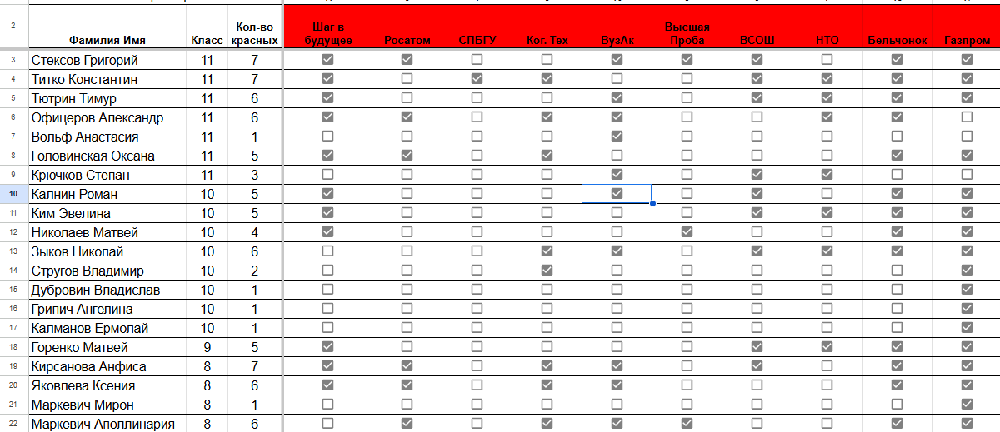 2 Фамилия Имя Класс Кол-во красных Шаг в будущее Росатом СПБГУ Ког. Тех ВузАк Высшая Проба ВСОШ НТО Бельчонок Газпром
3 Стексов Григорий 11 7
4 Титко Константин 11 7
5 Тютрин Тимур 11 6
6 Офицеров Александр 11 6
7 Вольф Анастасия 11 1
8 Головинская Оксана 11 5
9 Крючков Степан 11 3
10 Калнин Роман 10 5
11 Ким Эвелина 10 5
12 Николаев Матвей 10 4
13 Зыков Николай 10 6
14 Стругов Владимир 10 2
15 Дубровин Владислав 10 1
16 Грипич Ангелина 10 1
17 Калманов Ермолай 10 1
18 Горенко Матвей 9 5
19 Кирсанова Анфиса 8 7
20 Яковлева Ксения 8 6
21 Маркевич Мирон 8 1
22 Маркевич Аполлинария 8 6